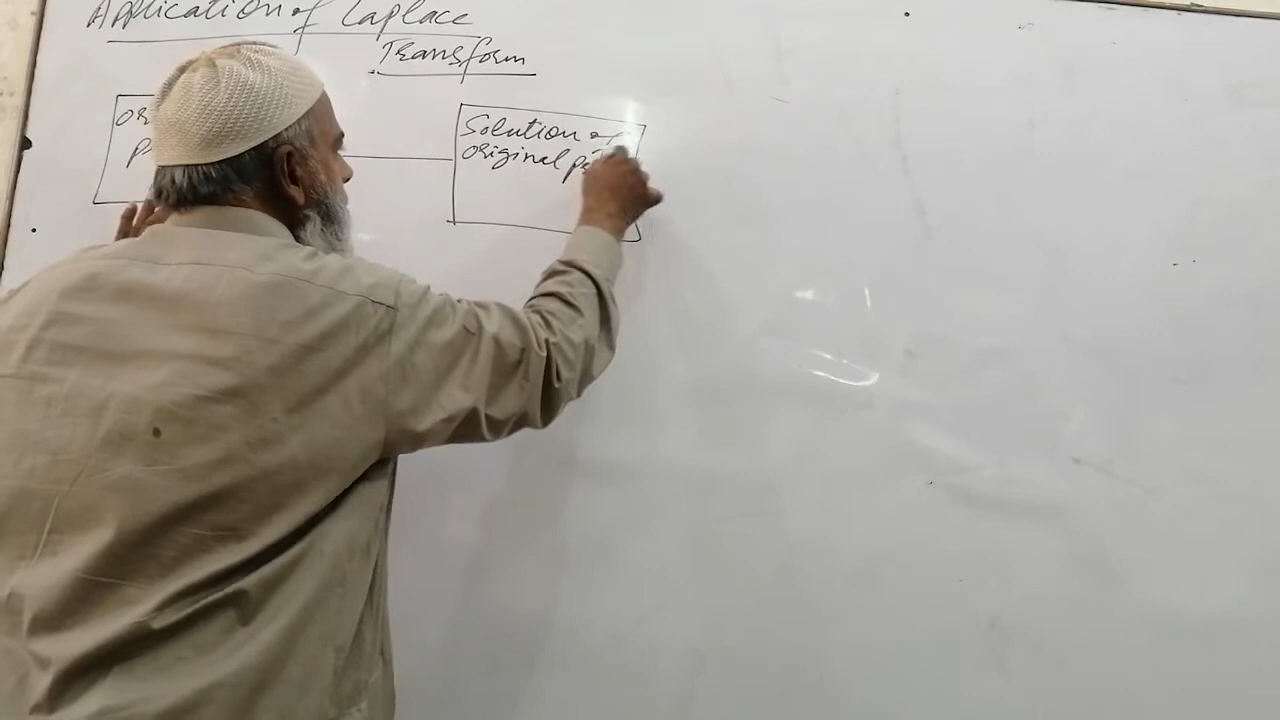 Application of Laplace
Transform
Solution of
original